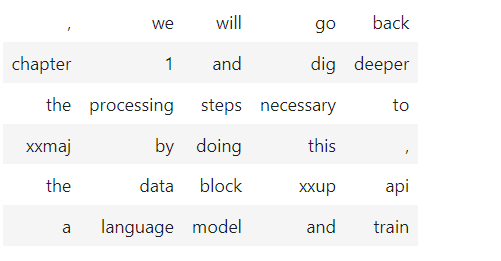 , we will go back
chapter 1 and dig deeper
the processing steps necessary to
xxmaj by doing this ,
the data block xxup api
a language model and train